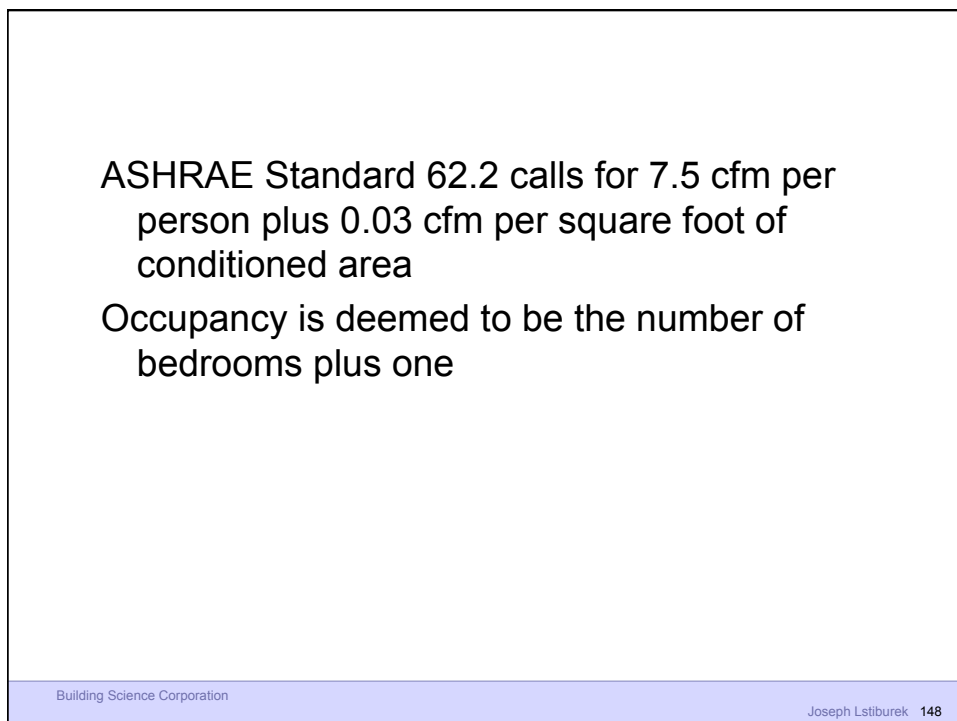 ASHRAE Standard 62.2 calls for 7.5 cfm per
person plus 0.03 cfm per square foot of
conditioned area
Occupancy is deemed to be the number of
bedrooms plus one
Building Science Corporation
Joseph Lstiburek 148